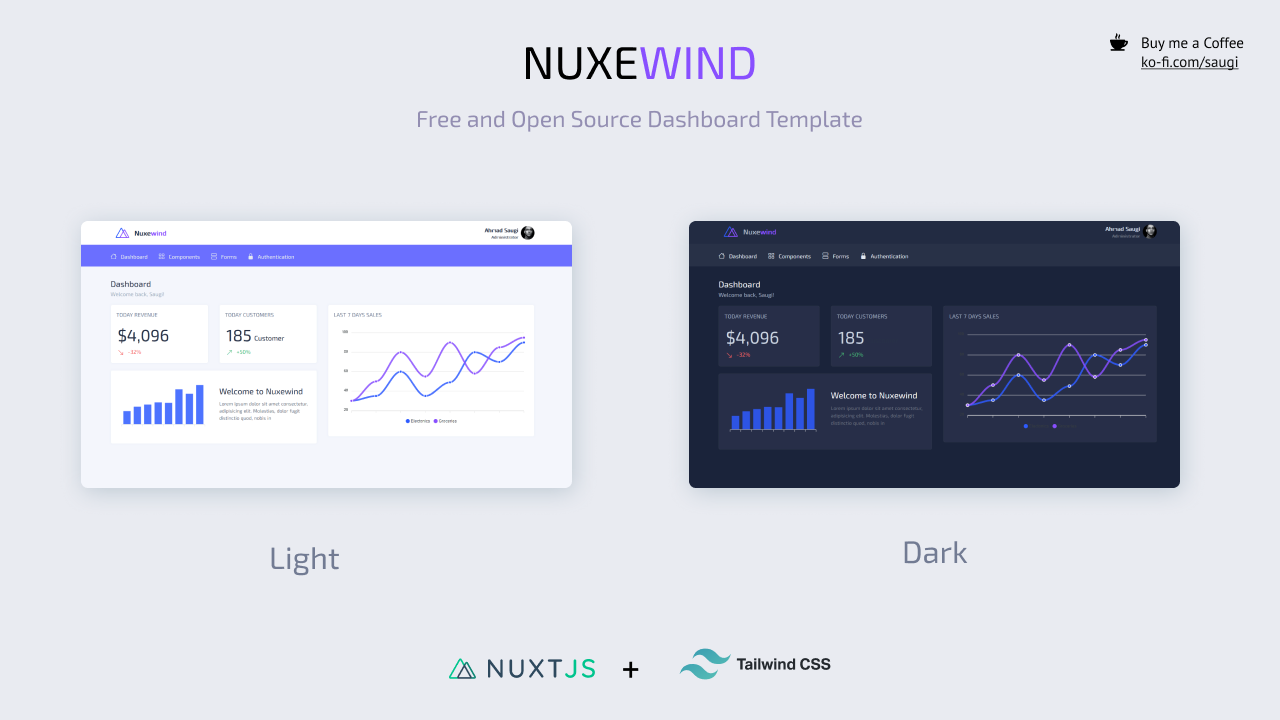 NUXEWIND
Buy me a Coffee
ko-fi.com/saugi
Free and Open Source Dashboard Template
Nuxewind
Ahmad Saugi
Administrator
Dashboard Components Forms Authentication
Dashboard
Welcome back, Saugi!
TODAY REVENUE
$4,096
-32%
TODAY CUSTOMERS
185 Customer
+50%
LAST 7 DAYS SALES
100
80
60
40
20
Electronics Groceries
Welcome to Nuxewind
Lorem ipsum dolor sit amet consectetur,
adipisicing elit. Molestias, dolor fugit
distinctio quod, nobis in
Nuxewind
Ahmad Saugi
Administrator
Dashboard Components Forms Authentication
Dashboard
Welcome back, Saugi!
TODAY REVENUE
$4,096
-32%
TODAY CUSTOMERS
185
+50%
LAST 7 DAYS SALES
Welcome to Nuxewind
Lorem ipsum dolor sit amet consectetur,
adipisicing elit. Molestias, dolor fugit
distinctio quod, nobis in
Light
Dark
NUXTJS + Tailwind CSS